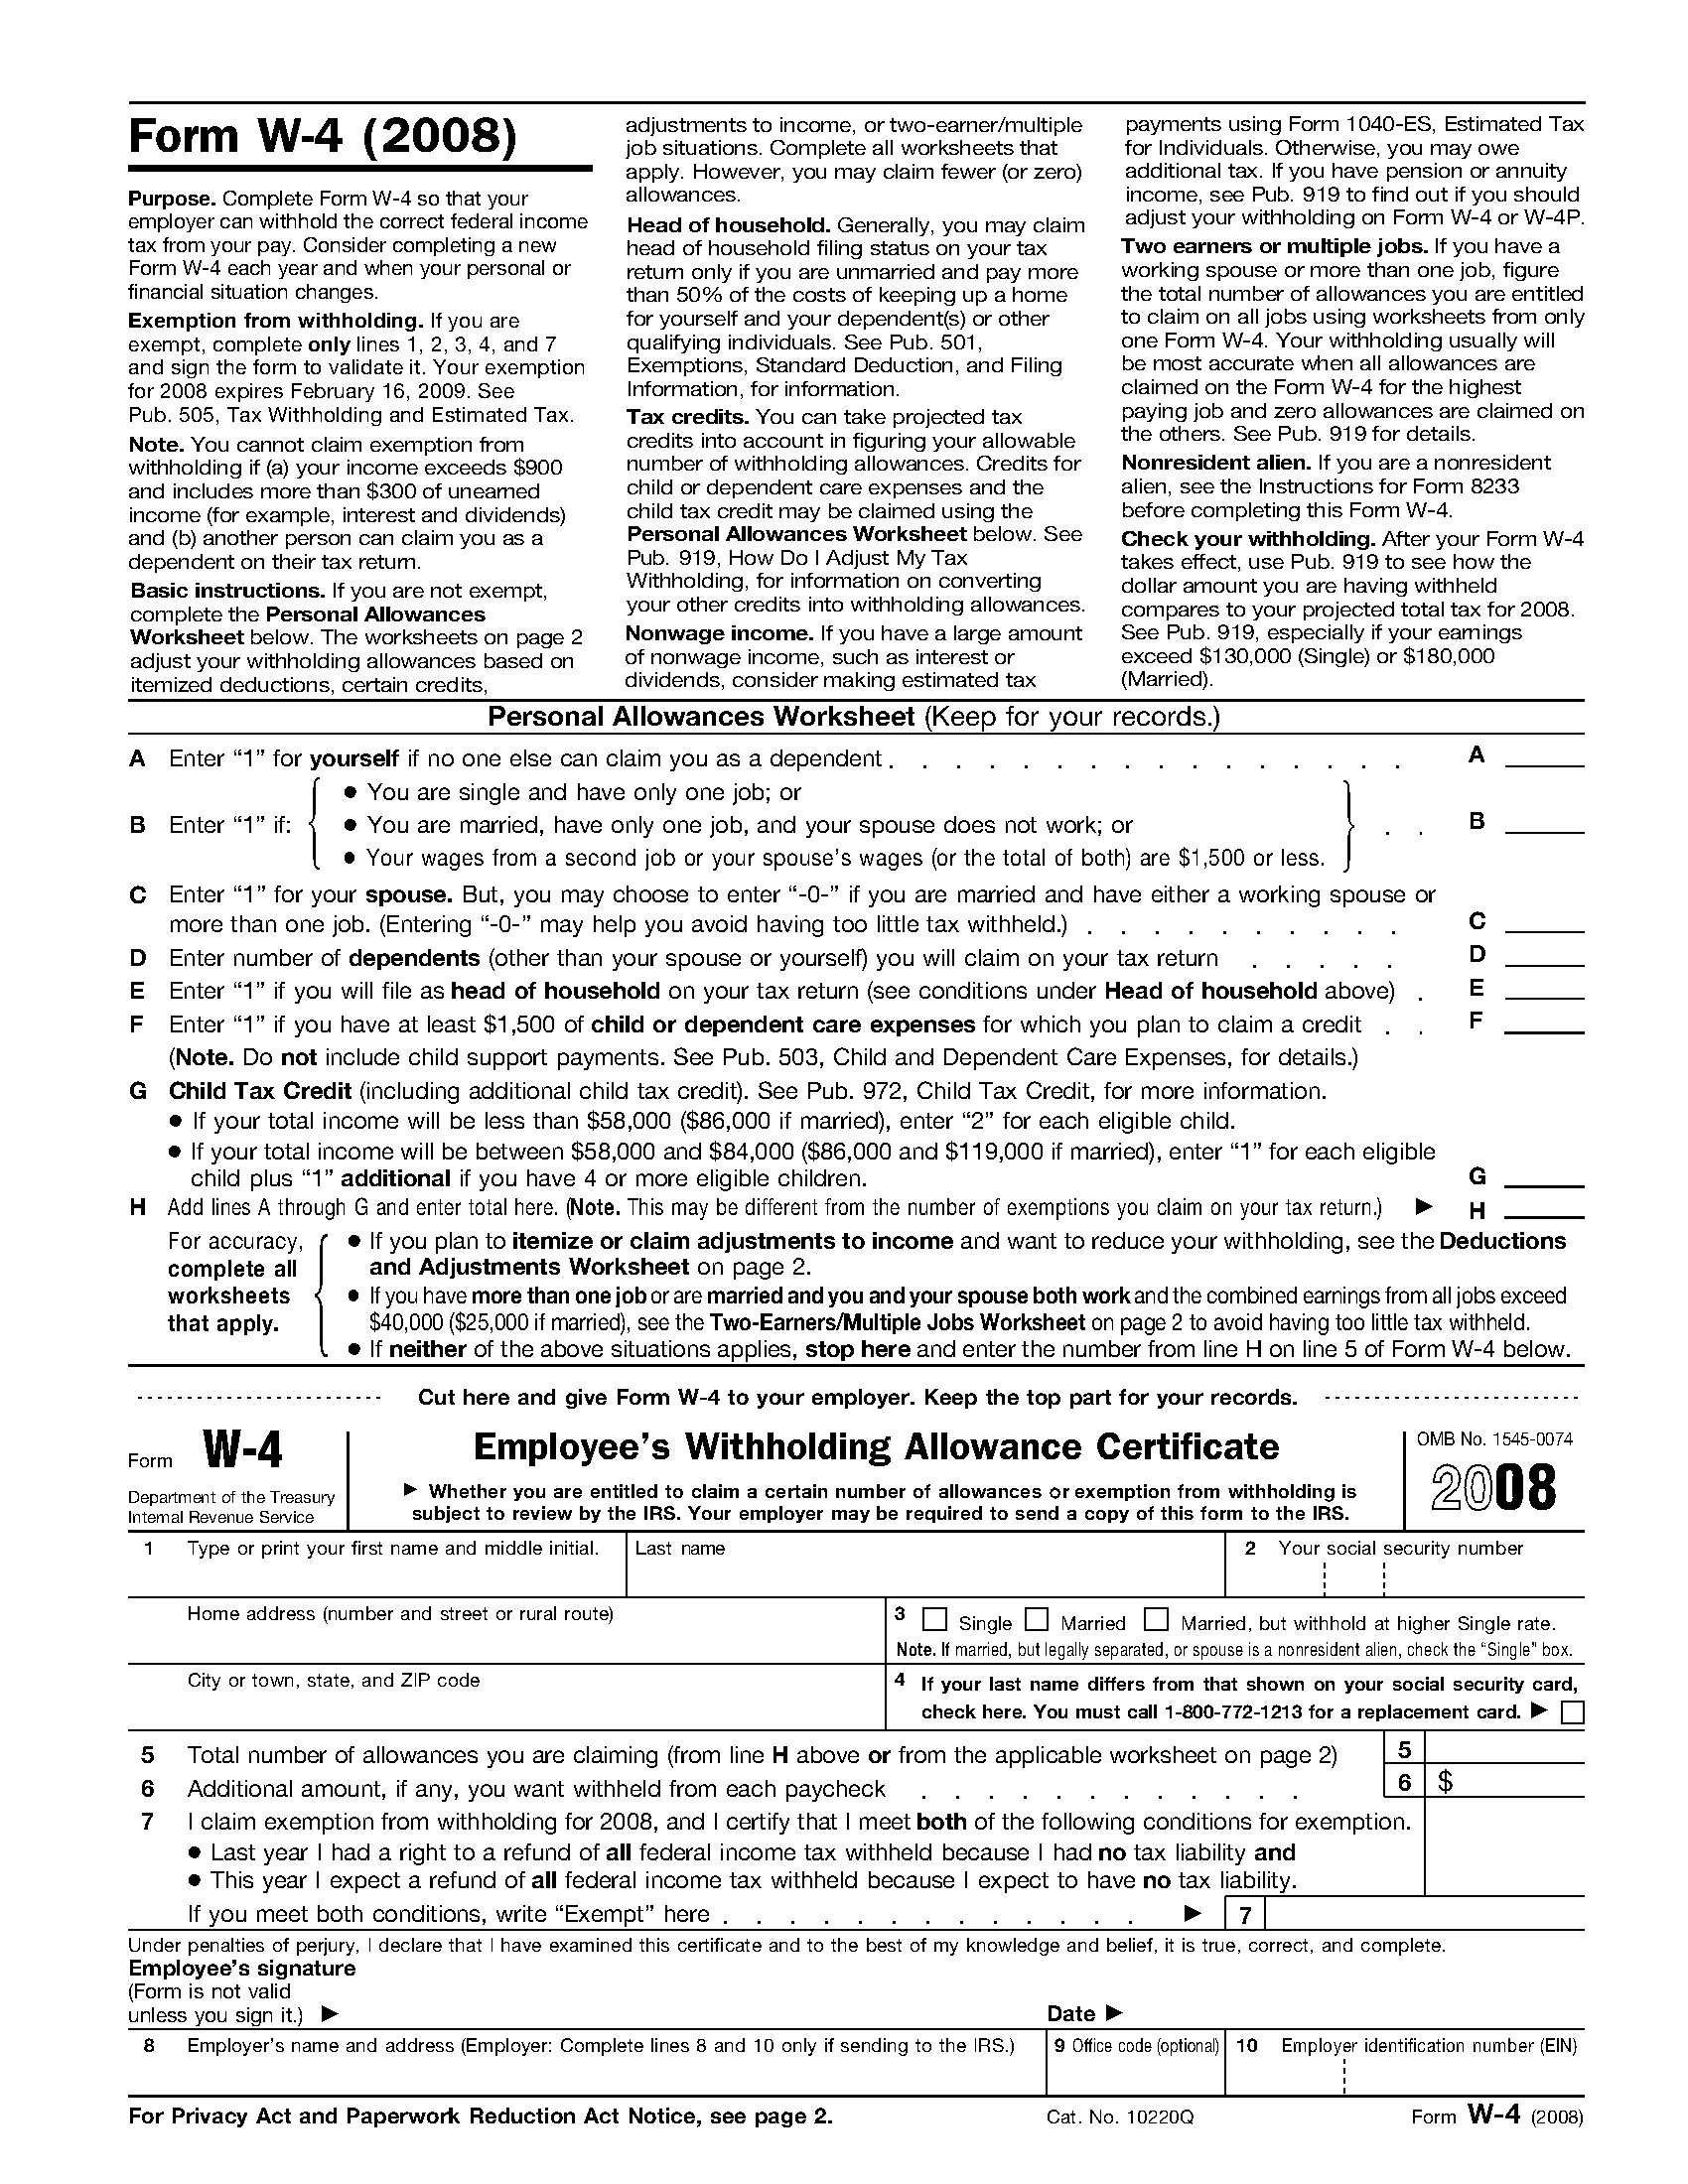 Form W-4 (2008)
Purpose. Complete Form W-4 so that your
employer can withhold the correct federal income
tax from your pay. Consider completing a new
Form W-4 each year and when your personal or
financial situation changes.
Exemption from withholding. If you are
exempt, complete only lines 1, 2, 3, 4, and 7
and sign the form to validate it. Your exemption
for 2008 expires February 16, 2009. See
Pub. 505, Tax Withholding and Estimated Tax.
Note. You cannot claim exemption from
withholding if (a) your income exceeds $900
and includes more than $300 of unearned
income (for example, interest and dividends)
and (b) another person can claim you as a
dependent on their tax return.
Basic instructions. If you are not exempt,
complete the Personal Allowances
Worksheet below. The worksheets on page 2
adjust your withholding allowances based on
itemized deductions, certain credits,
adjustments to income, or two-earner/multiple
job situations. Complete all worksheets that
apply. However, you may claim fewer (or zero)
allowances.
Head of household. Generally, you may claim
head of household filing status on your tax
return only if you are unmarried and pay more
than 50% of the costs of keeping up a home
for yourself and your dependent(s) or other
qualifying individuals. See Pub. 501,
Exemptions, Standard Deduction, and Filing
Information, for information.
Tax credits. You can take projected tax
credits into account in figuring your allowable
number of withholding allowances. Credits for
child or dependent care expenses and the
child tax credit may be claimed using the
Personal Allowances Worksheet below. See
Pub. 919, How Do I Adjust My Tax
Withholding, for information on converting
your other credits into withholding allowances.
Nonwage income. If you have a large amount
of nonwage income, such as interest or
dividends, consider making estimated tax
payments using Form 1040-ES, Estimated Tax
for Individuals. Otherwise, you may owe
additional tax. If you have pension or annuity
income, see Pub. 919 to find out if you should
adjust your withholding on Form W-4 or W-4P.
Two earners or multiple jobs. If you have a
working spouse or more than one job, figure
the total number of allowances you are entitled
to claim on all jobs using worksheets from only
one Form W-4. Your withholding usually will
be most accurate when all allowances are
claimed on the Form W-4 for the highest
paying job and zero allowances are claimed on
the others. See Pub. 919 for details.
Nonresident alien. If you are a nonresident
alien, see the Instructions for Form 8233
before completing this Form W-4.
Check your withholding. After your Form W-4
takes effect, use Pub. 919 to see how the
dollar amount you are having withheld
compares to your projected total tax for 2008.
See Pub. 919, especially if your earnings
exceed $130,000 (Single) or $180,000
(Married).
Personal Allowances Worksheet (Keep for your records.)
A Enter “1” for yourself if no one else can claim you as a dependent . . . . . . . . . . . . . . . . A
● You are single and have only one job; or
B Enter “1” if: ● You are married, have only one job, and your spouse does not work; or . . B
● Your wages from a second job or your spouse’s wages (or the total of both) are $1,500 or less.
C Enter “1” for your spouse. But, you may choose to enter “-0-” if you are married and have either a working spouse or
more than one job. (Entering “-0-” may help you avoid having too little tax withheld.) . . . . . . . . . . C
D Enter number of dependents (other than your spouse or yourself) you will claim on your tax return . . . . . D
E Enter “1” if you will file as head of household on your tax return (see conditions under Head of household above) . E
F Enter “1” if you have at least $1,500 of child or dependent care expenses for which you plan to claim a credit . . F
(Note. Do not include child support payments. See Pub. 503, Child and Dependent Care Expenses, for details.)
G Child Tax Credit (including additional child tax credit). See Pub. 972, Child Tax Credit, for more information.
● If your total income will be less than $58,000 ($86,000 if married), enter “2” for each eligible child.
● If your total income will be between $58,000 and $84,000 ($86,000 and $119,000 if married), enter “1” for each eligible
child plus “1” additional if you have 4 or more eligible children. G
H Add lines A through G and enter total here. (Note. This may be different from the number of exemptions you claim on your tax return.) ▶ H
For accuracy,
complete all
worksheets
that apply.
● If you plan to itemize or claim adjustments to income and want to reduce your withholding, see the Deductions
and Adjustments Worksheet on page 2.
● If you have more than one job or are married and you and your spouse both work and the combined earnings from all jobs exceed
$40,000 ($25,000 if married), see the Two-Earners/Multiple Jobs Worksheet on page 2 to avoid having too little tax withheld.
● If neither of the above situations applies, stop here and enter the number from line H on line 5 of Form W-4 below.
Cut here and give Form W-4 to your employer. Keep the top part for your records.
Form W-4
Department of the Treasury
Internal Revenue Service
Employee’s Withholding Allowance Certificate
▶ Whether you are entitled to claim a certain number of allowances or exemption from withholding is
subject to review by the IRS. Your employer may be required to send a copy of this form to the IRS.
OMB No. 1545-0074
2008
1 Type or print your first name and middle initial. Last name 2 Your social security number
Home address (number and street or rural route)
3 Single Married Married, but withhold at higher Single rate.
Note. If married, but legally separated, or spouse is a nonresident alien, check the “Single” box.
City or town, state, and ZIP code
4 If your last name differs from that shown on your social security card,
check here. You must call 1-800-772-1213 for a replacement card. ▶
5 Total number of allowances you are claiming (from line H above or from the applicable worksheet on page 2) 5
6 Additional amount, if any, you want withheld from each paycheck . . . . . . . . . . . . 6 $
7 I claim exemption from withholding for 2008, and I certify that I meet both of the following conditions for exemption.
● Last year I had a right to a refund of all federal income tax withheld because I had no tax liability and
● This year I expect a refund of all federal income tax withheld because I expect to have no tax liability.
If you meet both conditions, write “Exempt” here . . . . . . . . . . . . . ▶ 7
Under penalties of perjury, I declare that I have examined this certificate and to the best of my knowledge and belief, it is true, correct, and complete.
Employee’s signature
(Form is not valid
unless you sign it.) ▶ Date ▶
8 Employer’s name and address (Employer: Complete lines 8 and 10 only if sending to the IRS.) 9 Office code (optional) 10 Employer identification number (EIN)
For Privacy Act and Paperwork Reduction Act Notice, see page 2. Cat. No. 10220Q Form W-4 (2008)